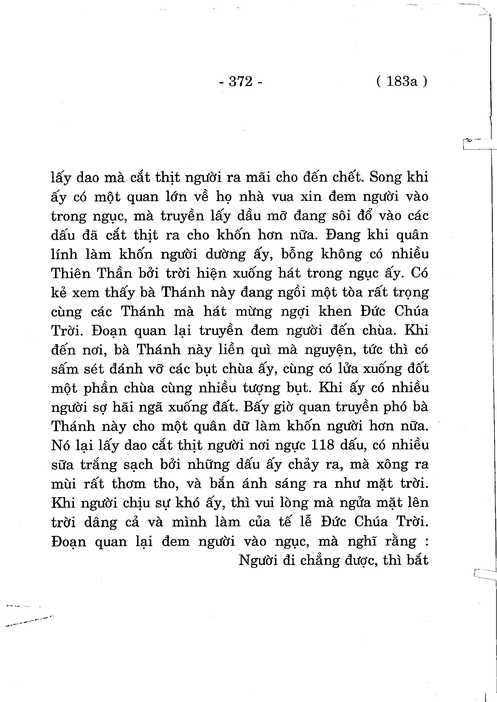 - 372 - ( 183a )
lấy dao mà cắt thịt người ra mãi cho đến chết. Song khi
ấy có một quan lớn về họ nhà vua xin đem người vào
trong ngục, mà truyền lấy dầu mỡ đang sôi đổ vào các
dấu đã cắt thịt ra cho khốn hơn nữa. Đang khi quân
lính làm khốn người dường ấy, bỗng không có nhiều
Thiên Thần bởi trời hiện xuống hát trong ngục ấy. Có
kẻ xem thấy bà Thánh này đang ngồi một tòa rất trọng
cùng các Thánh mà hát mừng ngợi khen Đức Chúa
Trời. Đoạn quan lại truyền đem người đến chùa. Khi
đến nơi, bà Thánh này liền quì mà nguyện, tức thì có
sấm sét đánh vỡ các bụt chùa ấy, cùng có lửa xuống đốt
một phần chùa cùng nhiều tượng bụt. Khi ấy có nhiều
người sợ hãi ngã xuống đất. Bấy giờ quan truyền phó bà
Thánh này cho một quân dữ làm khốn người hơn nữa.
Nó lại lấy dao cắt thịt người nơi ngực 118 dấu, có nhiều
sữa trắng sạch bởi những dấu ấy chảy ra, mà xông ra
mùi rất thơm tho, và bắn ánh sáng ra như mặt trời.
Khi người chịu sự khó ấy, thì vui lòng mà ngửa mặt lên
trời dâng cả và mình làm của tế lễ Đức Chúa Trời.
Đoạn quan lại đem người vào ngục, mà nghĩ rằng :
Người đi chẳng được, thì bắt